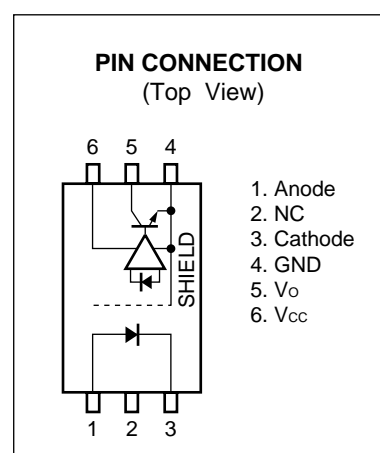 PIN CONNECTION
(Top View)
6 5 4
SHIELD
1 2 3
1. Anode
2. NC
3. Cathode
4. GND
5. Vo
6. Vcc